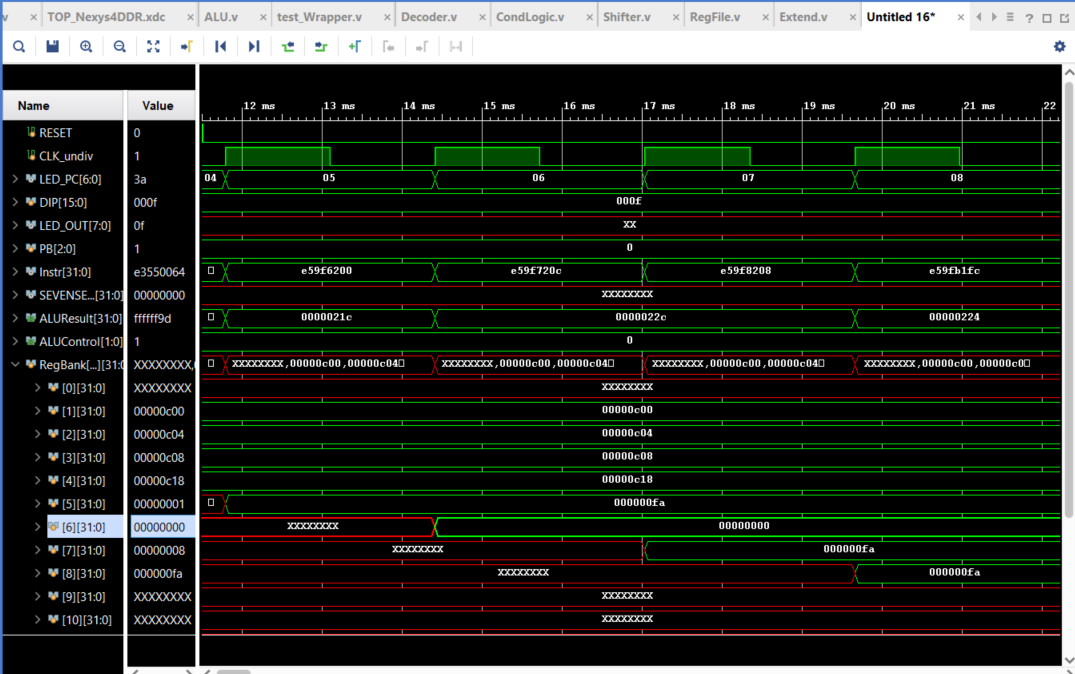 v TOP_Nexys4DDR.xdc ALU.v test_Wrapper.v Decoder.v CondLogic.v Shifter.v RegFile.v Extend.v Untitled 16*
Name Value
12 ms 13 ms 14 ms 15 ms 16 ms 17 ms 18 ms 19 ms 20 ms 21 ms 22
RESET 0
CLK_undiv 1
LED_PC[6:0] 3a 04 05 06 07 08
DIP[15:0] 000f 000f
LED_OUT[7:0] 0f XX
PB[2:0] 1 0
Instr[31:0] e3550064 e59f6200 e59f720c e59f8208 e59fb1fc
SEVENSE...[31:0] 00000000 XXXXXXXX
ALUResult[31:0] ffffff9d 0000021c 0000022c 00000224
ALUControl[1:0] 1 0
RegBank[...][31:0 XXXXXXXX, XXXXXXXX,00000c00,00000c04 XXXXXXXX,00000c00,00000c04 XXXXXXXX,00000c00,00000c04 XXXXXXXX,00000c00,00000c0
[0][31:0] XXXXXXXX XXXXXXXX
[1][31:0] 00000c00 00000c00
[2][31:0] 00000c04 00000c04
[3][31:0] 00000c08 00000c08
[4][31:0] 00000c18 00000c18
[5][31:0] 00000001 000000fa
[6][31:0] 00000000 XXXXXXXX 00000000
[7][31:0] 00000008 XXXXXXXX 000000fa
[8][31:0] 000000fa XXXXXXXX 000000fa
[9][31:0] XXXXXXXX XXXXXXXX
[10][31:0] XXXXXXXX XXXXXXXX